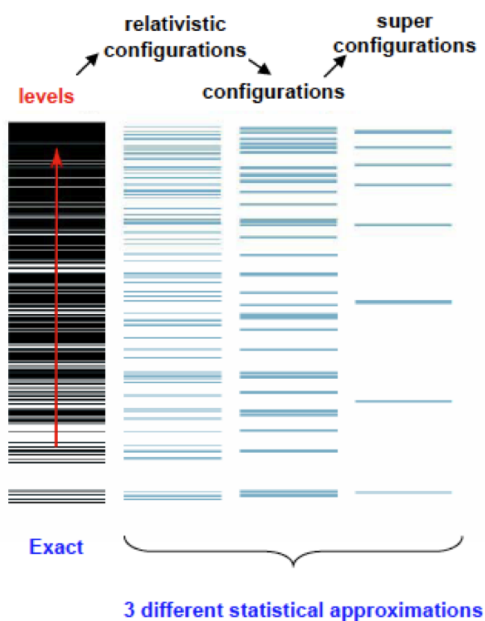 super
configurations
relativistic
configurations
configurations
levels
Exact
3 different statistical approximations